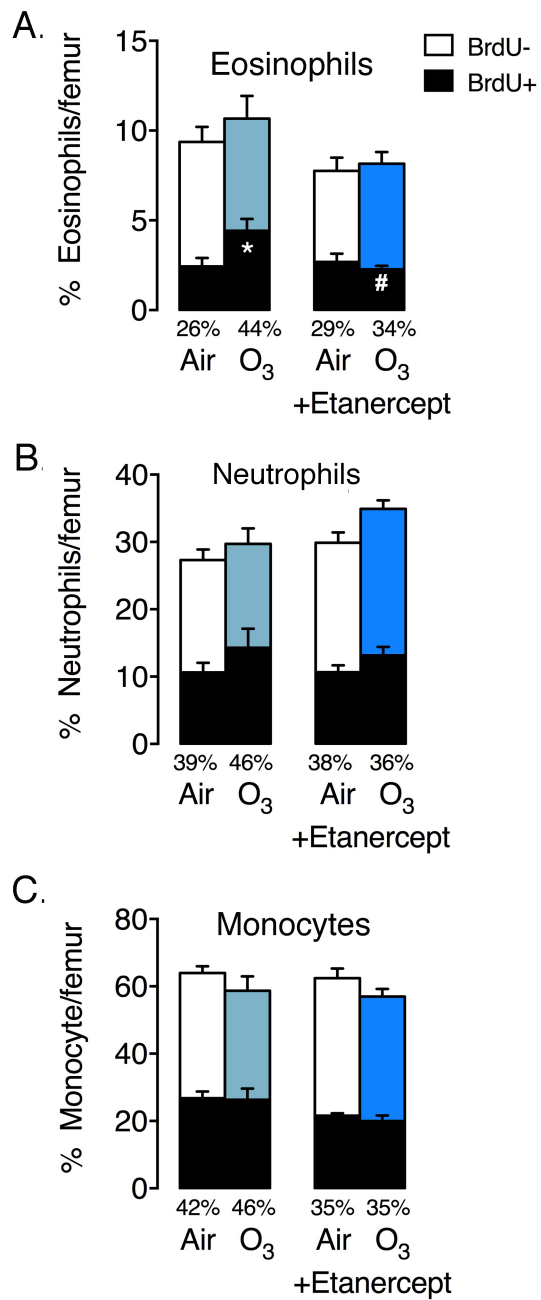 A.
Eosinophils
BrdU-
BrdU+
% Eosinophils/femur
15
10
5
0
*
#
26% 44% 29% 34%
Air O3 Air O3
+Etanercept
B.
Neutrophils
% Neutrophils/femur
40
30
20
10
0
39% 46% 38% 36%
Air O3 Air O3
+Etanercept
C.
Monocytes
% Monocyte/femur
80
60
40
20
0
42% 46% 35% 35%
Air O3 Air O3
+Etanercept